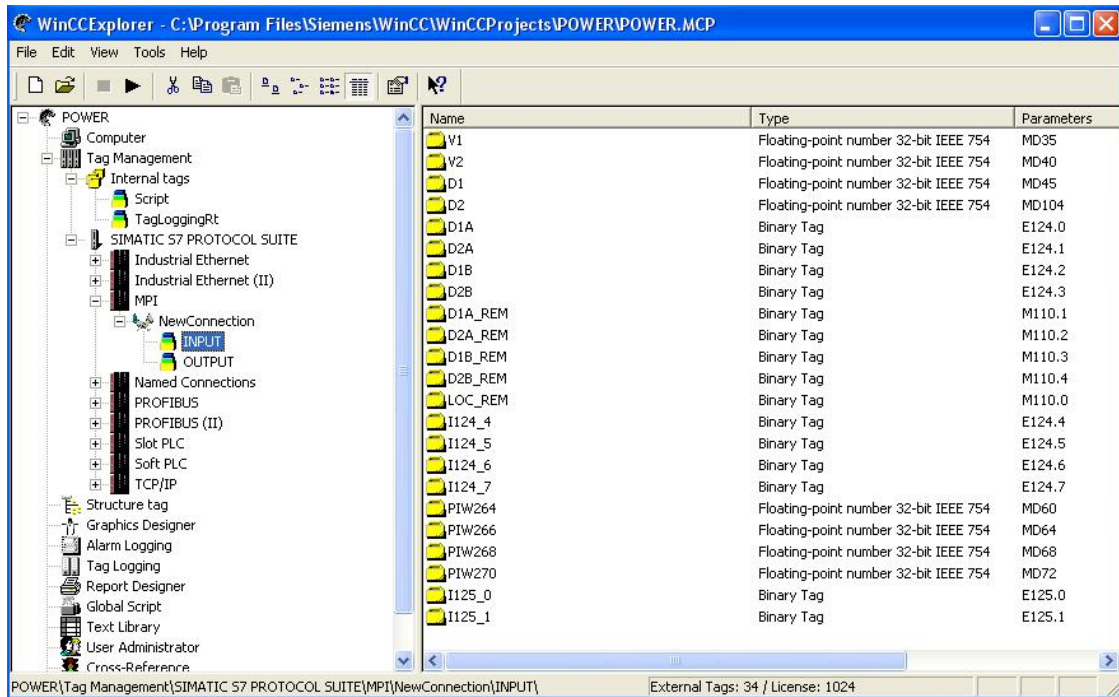 WinCCExplorer - C:\Program Files\Siemens\WinCC\WinCCProjects\POWER\POWER.MCP
File Edit View Tools Help
POWER
Computer
Tag Management
Internal tags
Script
TagLoggingRt
SIMATIC S7 PROTOCOL SUITE
Industrial Ethernet
Industrial Ethernet (II)
MPI
NewConnection
INPUT
OUTPUT
Named Connections
PROFIBUS
PROFIBUS (II)
Slot PLC
Soft PLC
TCP/IP
Structure tag
Graphics Designer
Alarm Logging
Tag Logging
Report Designer
Global Script
Text Library
User Administrator
Cross-Reference
Name Type Parameters
V1 Floating-point number 32-bit IEEE 754 MD35
V2 Floating-point number 32-bit IEEE 754 MD40
D1 Floating-point number 32-bit IEEE 754 MD45
D2 Floating-point number 32-bit IEEE 754 MD104
D1A Binary Tag E124.0
D2A Binary Tag E124.1
D1B Binary Tag E124.2
D2B Binary Tag E124.3
D1A_REM Binary Tag M110.1
D2A_REM Binary Tag M110.2
D1B_REM Binary Tag M110.3
D2B_REM Binary Tag M110.4
LOC_REM Binary Tag M110.0
I124_4 Binary Tag E124.4
I124_5 Binary Tag E124.5
I124_6 Binary Tag E124.6
I124_7 Binary Tag E124.7
PIW264 Floating-point number 32-bit IEEE 754 MD60
PIW266 Floating-point number 32-bit IEEE 754 MD64
PIW268 Floating-point number 32-bit IEEE 754 MD68
PIW270 Floating-point number 32-bit IEEE 754 MD72
I125_0 Binary Tag E125.0
I125_1 Binary Tag E125.1
POWER\Tag Management\SIMATIC S7 PROTOCOL SUITE\MPI\NewConnection\INPUT\ External Tags: 34 / License: 1024